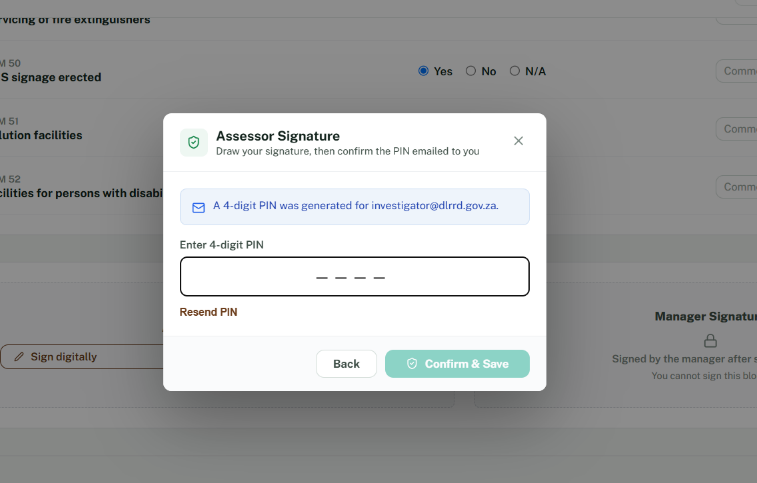 rvicing of fire extinguishers
M 50
S signage erected
Yes
No
N/A
Comm
M 51
lution facilities
Comm
M 52
cilities for persons with disabi
Comm
Assessor Signature
Draw your signature, then confirm the PIN emailed to you
A 4-digit PIN was generated for investigator@dlrrd.gov.za.
Enter 4-digit PIN
— — — —
Resend PIN
Back
Confirm & Save
Sign digitally
Manager Signatur
Signed by the manager after s
You cannot sign this blo